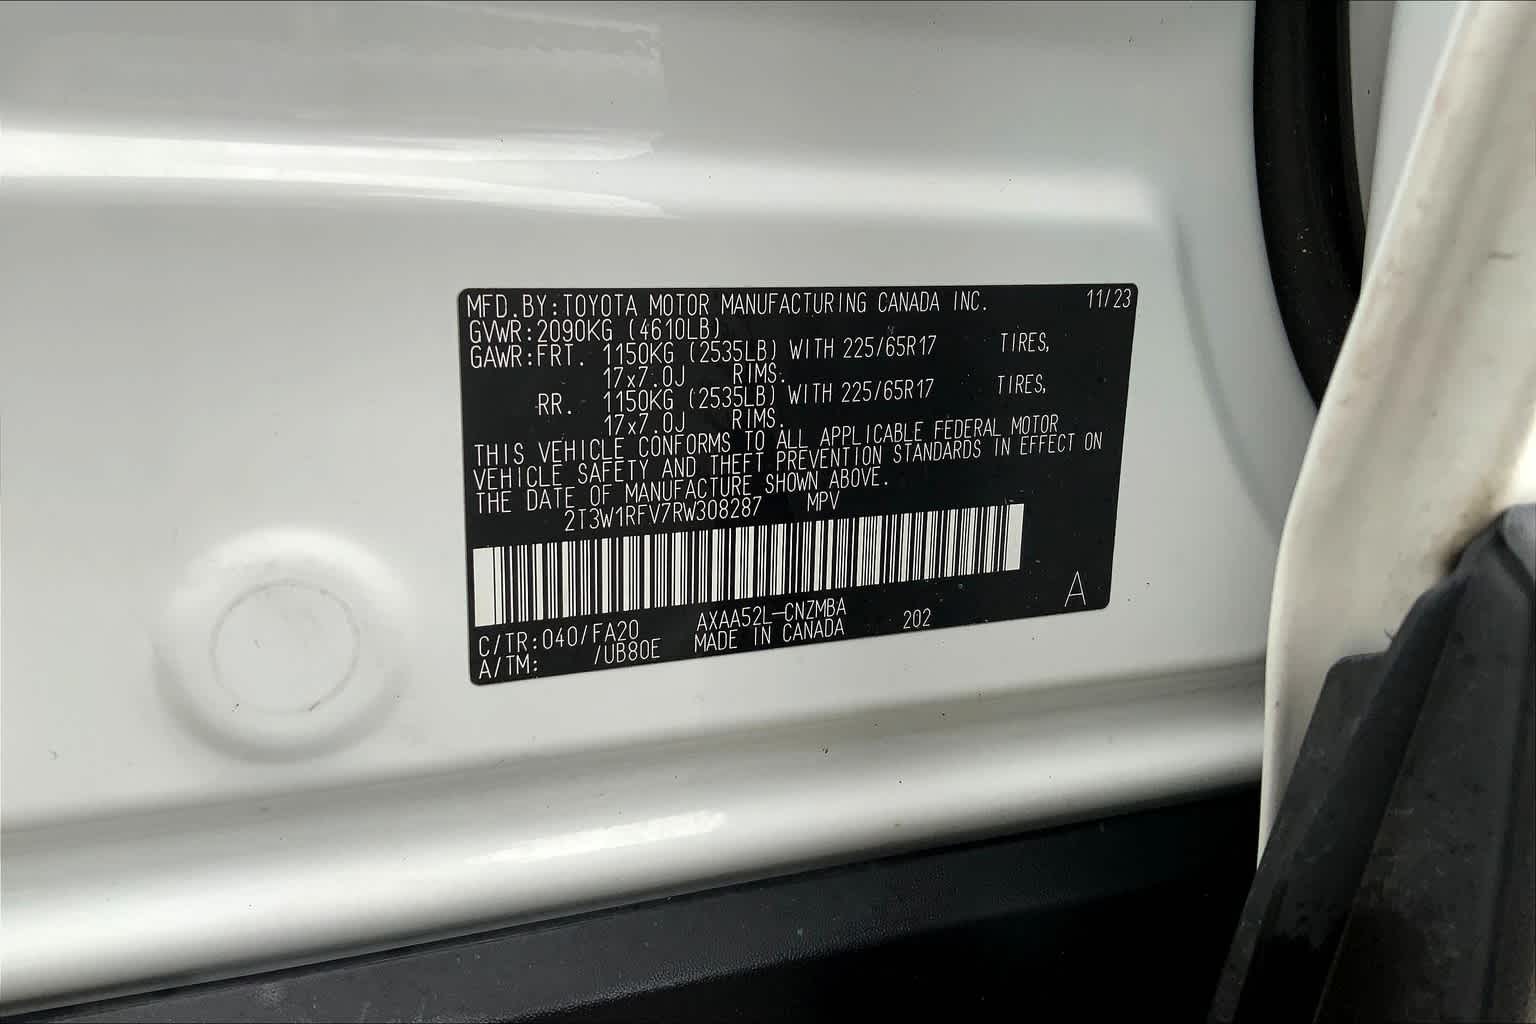 MFD.BY:TOYOTA MOTOR MANUFACTURING CANADA INC. 11/23
GVWR:2090KG (4610LB)
GAWR:FRT. 1150KG (2535LB) WITH 225/65R17 TIRES,
17x7.0J RIMS.
RR. 1150KG (2535LB) WITH 225/65R17 TIRES,
17x7.0J RIMS.
THIS VEHICLE CONFORMS TO ALL APPLICABLE FEDERAL MOTOR
VEHICLE SAFETY AND THEFT PREVENTION STANDARDS IN EFFECT ON
THE DATE OF MANUFACTURE SHOWN ABOVE.
2T3W1RFV7RW308287 MPV
C/TR:040/FA20 AXAA52L-CNZMBA 202 A
A/TM: /UB80E MADE IN CANADA